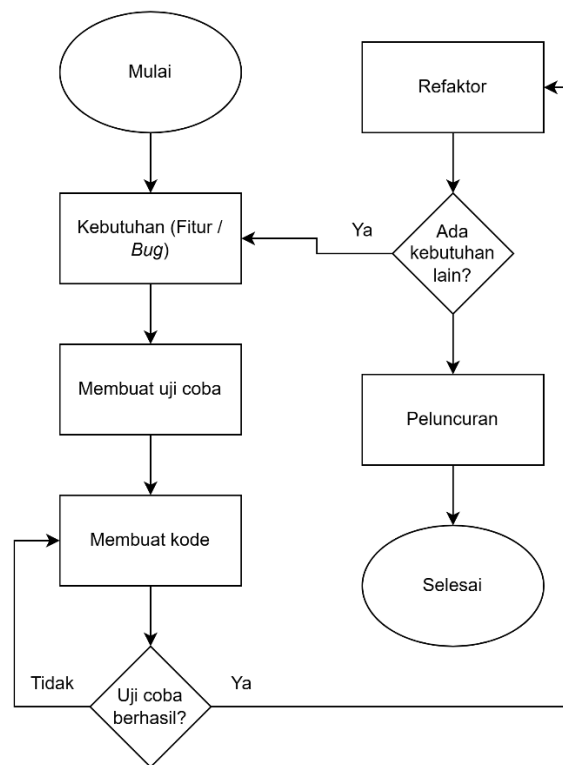 Mulai
Kebutuhan (Fitur /
Bug)
Membuat uji coba
Membuat kode
Uji coba
berhasil?
Tidak
Ya
Refaktor
Ada
kebutuhan
lain?
Ya
Peluncuran
Selesai